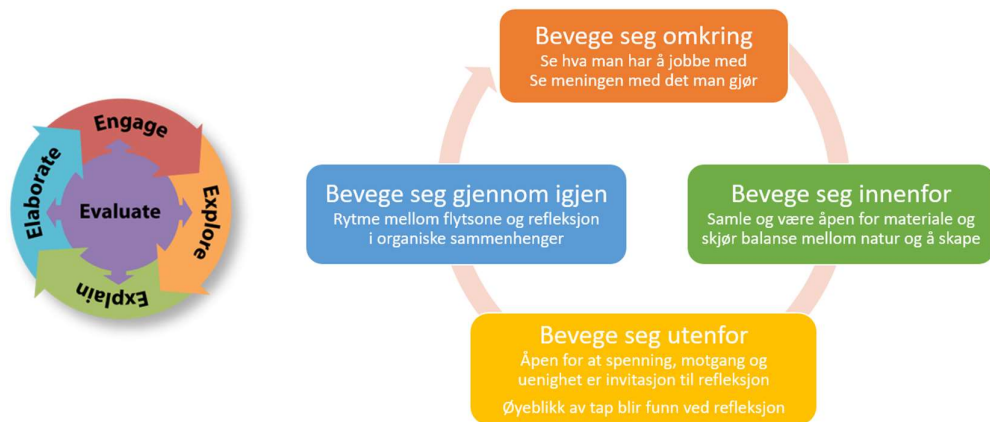 Engage
Explore
Explain
Elaborate
Evaluate
Bevege seg omkring
Se hva man har å jobbe med
Se meningen med det man gjør
Bevege seg innenfor
Samle og være åpen for materiale og
skjør balanse mellom natur og å skape
Bevege seg utenfor
Åpen for at spenning, motgang og
uenighet er invitasjon til refleksjon
Øyeblikk av tap blir funn ved refleksjon
Bevege seg gjennom igjen
Rytme mellom flytsone og refleksjon
i organiske sammenhenger